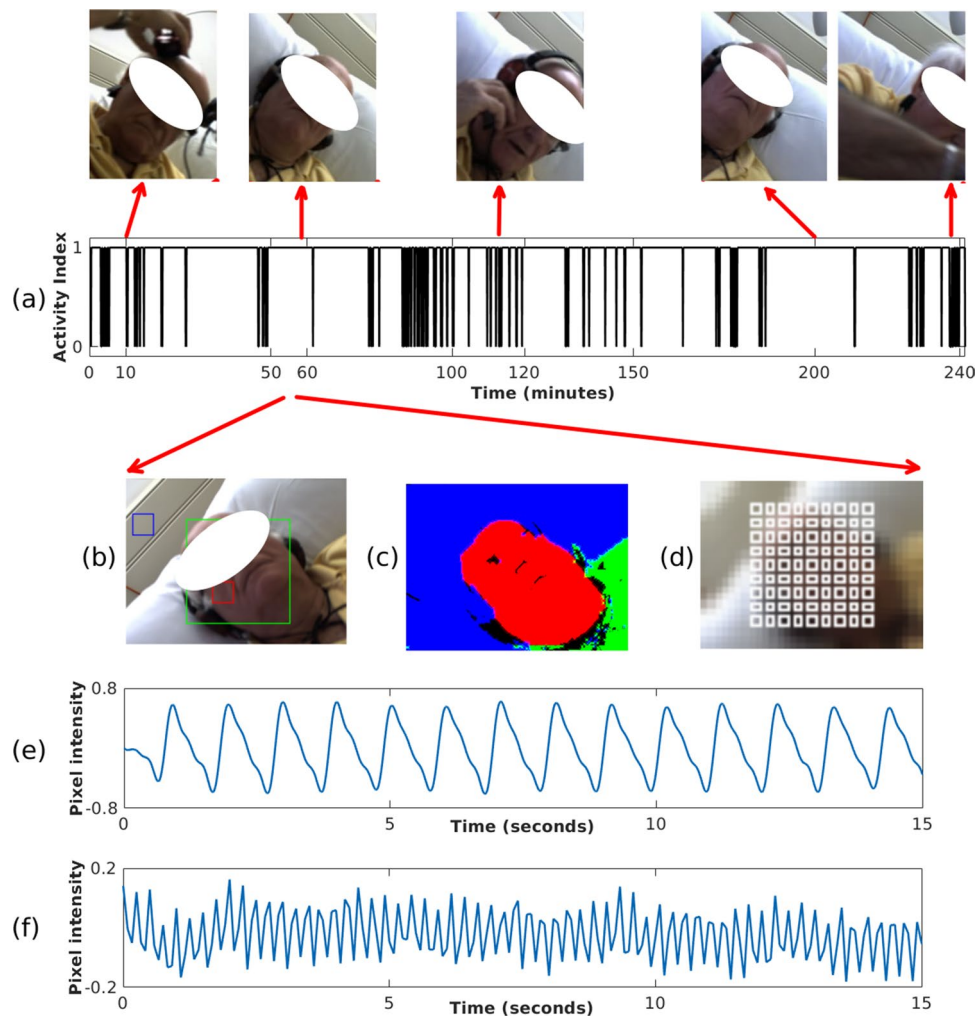 (a)
Activity Index
1
0
0 10 50 60 100 120 150 200 240
Time (minutes)
(b)
(c)
(d)
(e)
Pixel intensity
0.8
-0.8
0 5 10 15
Time (seconds)
(f)
Pixel intensity
0.2
-0.2
0 5 10 15
Time (seconds)